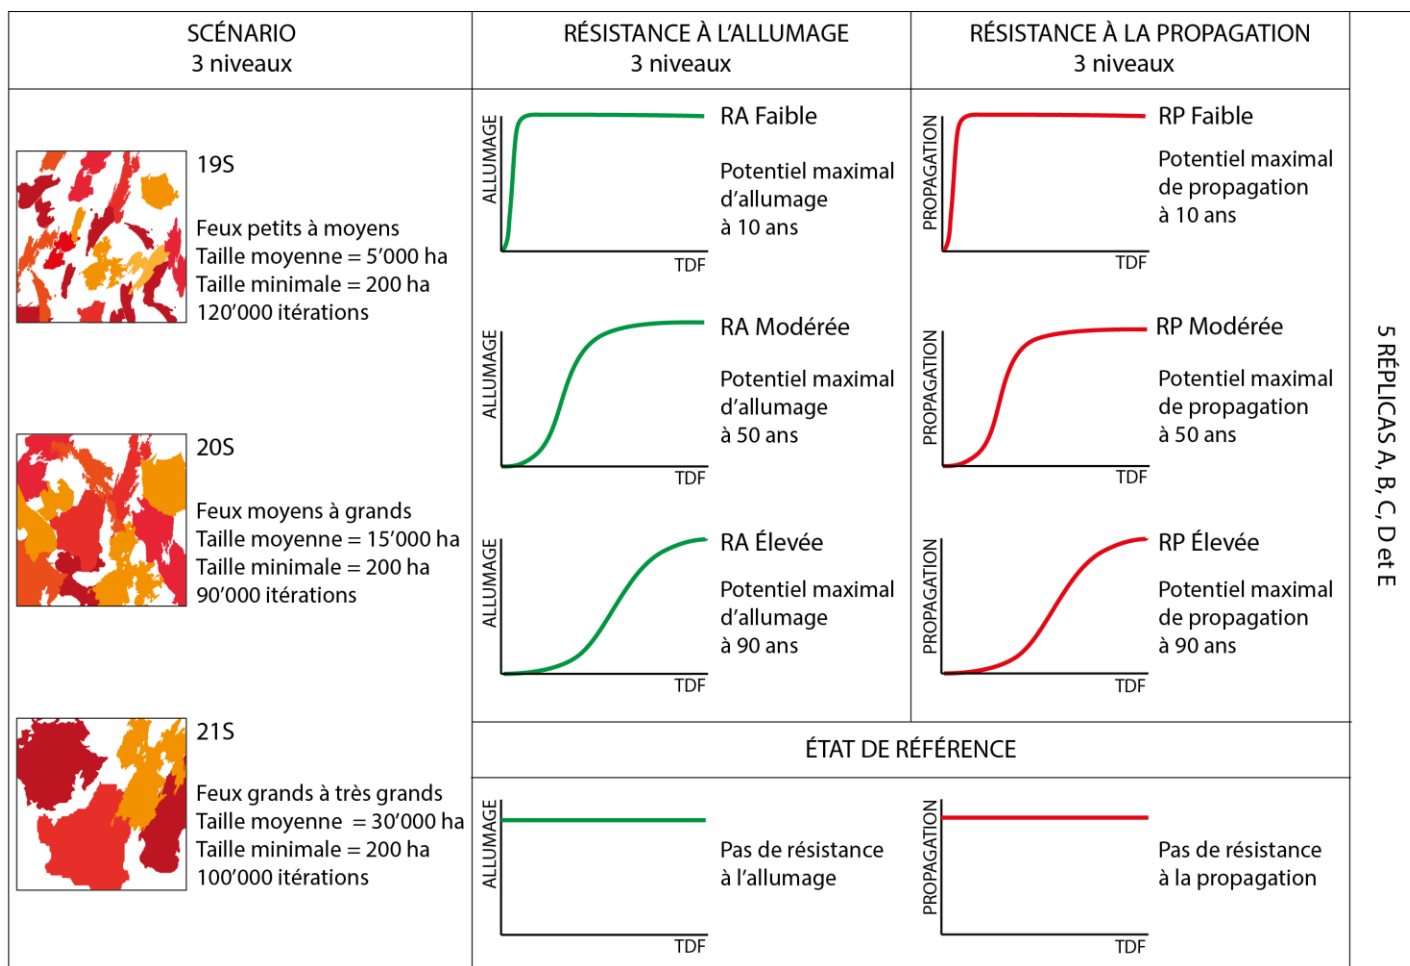 SCÉNARIO
3 niveaux
RÉSISTANCE À L’ALLUMAGE
3 niveaux
RÉSISTANCE À LA PROPAGATION
3 niveaux
19S
Feux petits à moyens
Taille moyenne = 5’000 ha
Taille minimale = 200 ha
120’000 itérations
ALLUMAGE
TDF
RA Faible
Potentiel maximal
d’allumage
à 10 ans
PROPAGATION
TDF
RP Faible
Potentiel maximal
de propagation
à 10 ans
20S
Feux moyens à grands
Taille moyenne = 15’000 ha
Taille minimale = 200 ha
90’000 itérations
ALLUMAGE
TDF
RA Modérée
Potentiel maximal
d’allumage
à 50 ans
PROPAGATION
TDF
RP Modérée
Potentiel maximal
de propagation
à 50 ans
ALLUMAGE
TDF
RA Élevée
Potentiel maximal
d’allumage
à 90 ans
PROPAGATION
TDF
RP Élevée
Potentiel maximal
de propagation
à 90 ans
21S
Feux grands à très grands
Taille moyenne = 30’000 ha
Taille minimale = 200 ha
100’000 itérations
ÉTAT DE RÉFÉRENCE
ALLUMAGE
TDF
Pas de résistance
à l’allumage
PROPAGATION
TDF
Pas de résistance
à la propagation
5 RÉPLICAS A, B, C, D et E